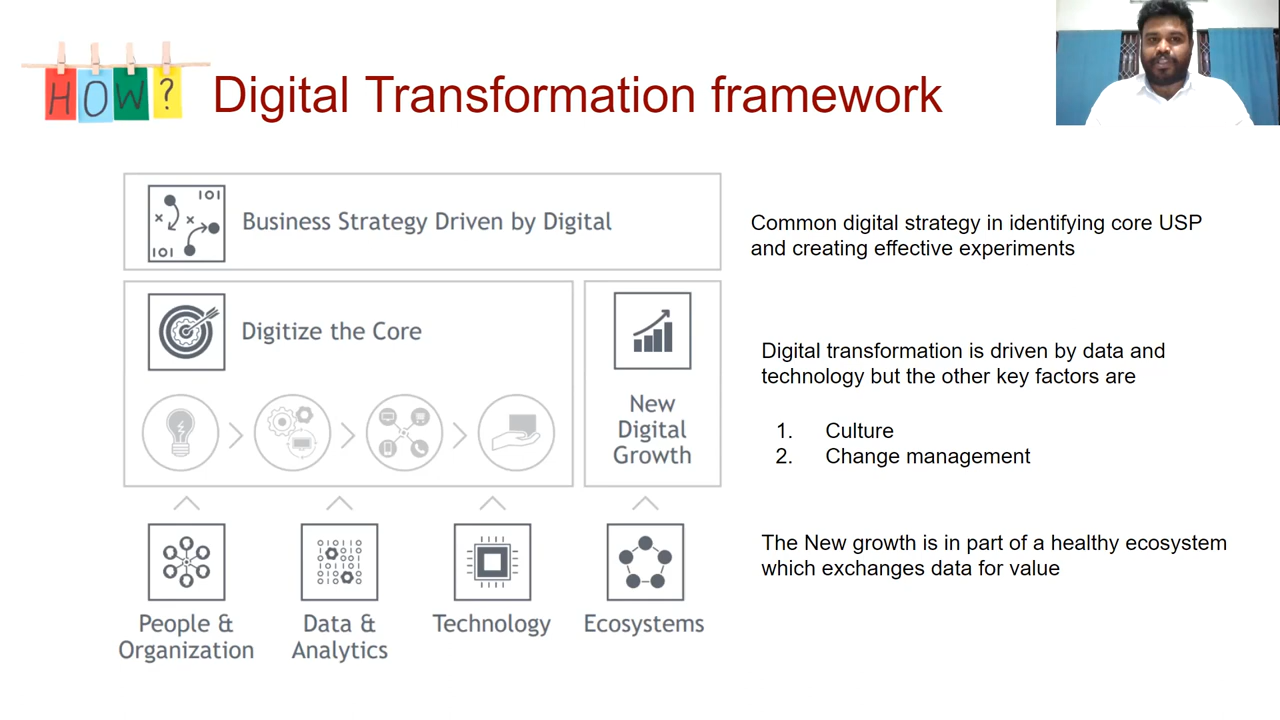 HOW?
Digital Transformation framework
101
101
Business Strategy Driven by Digital
Common digital strategy in identifying core USP
and creating effective experiments
Digitize the Core
New
Digital
Growth
Digital transformation is driven by data and
technology but the other key factors are
1. Culture
2. Change management
The New growth is in part of a healthy ecosystem
which exchanges data for value
People &
Organization
Data &
Analytics
Technology
Ecosystems